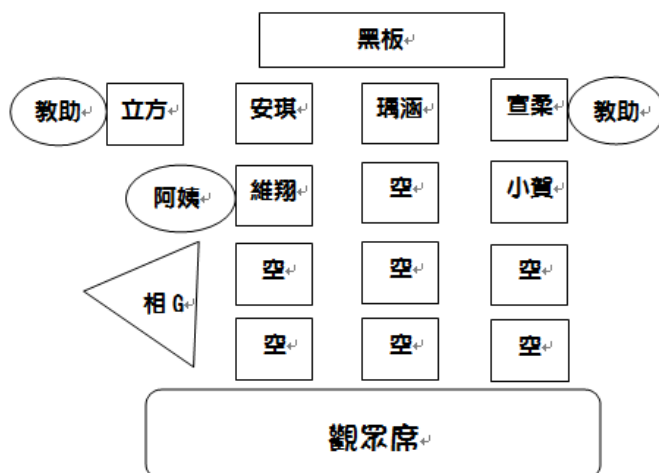 黑板
教助 立方 安琪 瑀涵 宣柔 教助
阿姨 維翔 空 小賀
相G 空 空 空
空 空 空
觀眾席